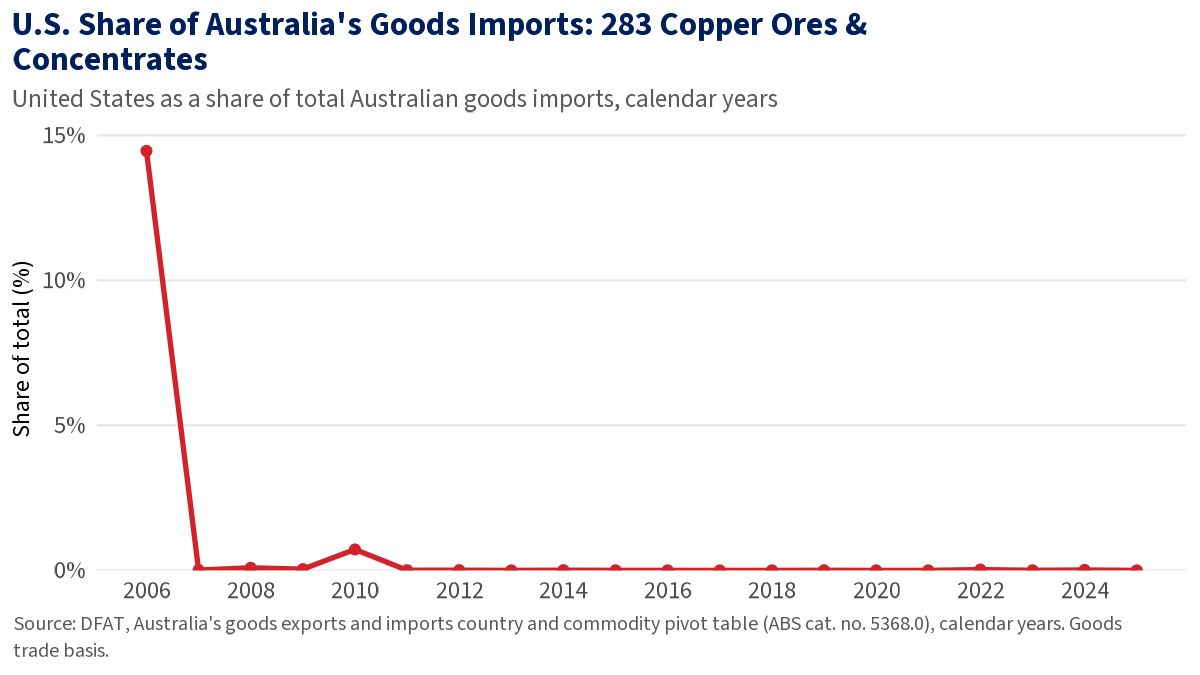 U.S. Share of Australia's Goods Imports: 283 Copper Ores &
Concentrates
United States as a share of total Australian goods imports, calendar years
Share of total (%)
15%
10%
5%
0%
2006 2008 2010 2012 2014 2016 2018 2020 2022 2024
Source: DFAT, Australia's goods exports and imports country and commodity pivot table (ABS cat. no. 5368.0), calendar years. Goods
trade basis.